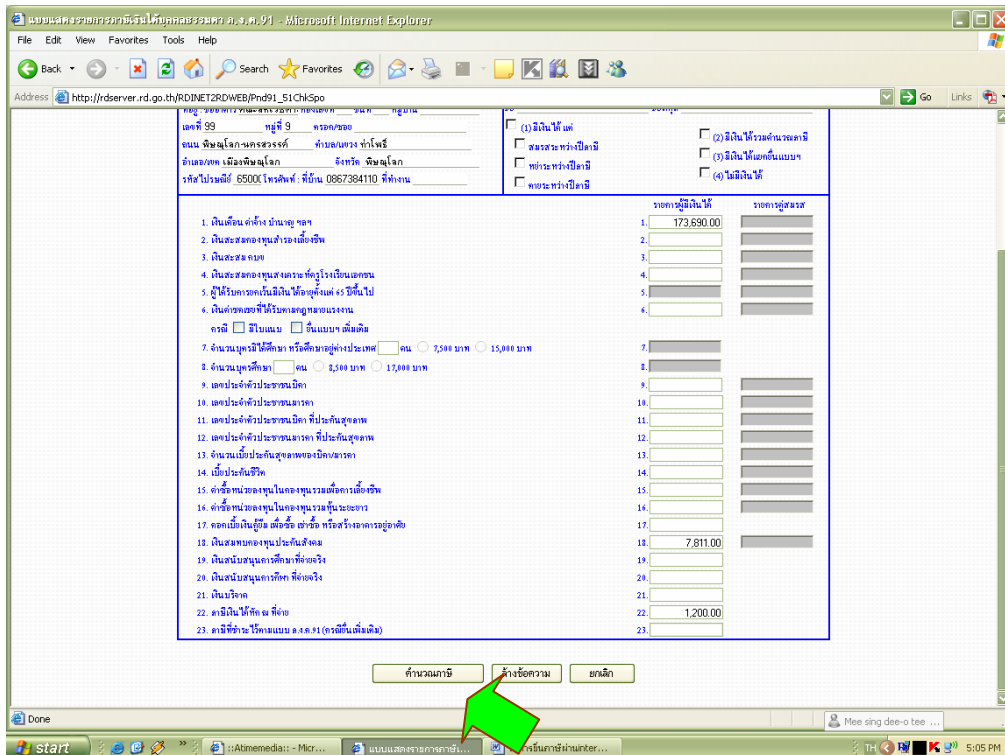 แบบแสดงรายการภาษีเงินได้บุคคลธรรมดา ภ.ง.ด.91 - Microsoft Internet Explorer
File Edit View Favorites Tools Help
Back Search Favorites
Address http://rdserver.rd.go.th/RDINET2RDWEB/Pnd91_51ChkSpo Go Links
เลขที่ 99 หมู่ที่ 9 ตรอก/ซอย
ถนน พิษณุโลก-นครสวรรค์ ตำบล/แขวง ท่าโพธิ์
อำเภอ/เขต เมืองพิษณุโลก จังหวัด พิษณุโลก
รหัสไปรษณีย์ 6500( โทรศัพท์ : ที่บ้าน 0867384110 ที่ทำงาน
(1) มีเงินได้ แต่
สมรสระหว่างปีภาษี
หย่าระหว่างปีภาษี
ตายระหว่างปีภาษี
(2) มีเงินได้รวมคำนวณภาษี
(3) มีเงินได้แยกยื่นแบบฯ
(4) ไม่มีเงินได้
รายการผู้มีเงินได้ รายการคู่สมรส
1. เงินเดือน ค่าจ้าง บำนาญ ฯลฯ 1. 173,690.00
2. เงินสะสมกองทุนสำรองเลี้ยงชีพ 2.
3. เงินสะสม กบข 3.
4. เงินสะสมกองทุนสงเคราะห์ครูโรงเรียนเอกชน 4.
5. ผู้ได้รับการยกเว้นมีเงินได้อายุตั้งแต่ 65 ปีขึ้นไป 5.
6. เงินค่าชดเชยที่ได้รับตามกฎหมายแรงงาน 6.
กรณี มีใบแนบ ยื่นแบบฯ เพิ่มเติม
7. จำนวนบุตรมิได้ศึกษา หรือศึกษาอยู่ต่างประเทศ คน 7,500 บาท 15,000 บาท 7.
8. จำนวนบุตรศึกษา คน 8,500 บาท 17,000 บาท 8.
9. เลขประจำตัวประชาชนบิดา 9.
10. เลขประจำตัวประชาชนมารดา 10.
11. เลขประจำตัวประชาชนบิดา ที่ประกันสุขภาพ 11.
12. เลขประจำตัวประชาชนมารดา ที่ประกันสุขภาพ 12.
13. จำนวนเบี้ยประกันสุขภาพของบิดา/มารดา 13.
14. เบี้ยประกันชีวิต 14.
15. ค่าซื้อหน่วยลงทุนในกองทุนรวมเพื่อการเลี้ยงชีพ 15.
16. ค่าซื้อหน่วยลงทุนในกองทุนรวมหุ้นระยะยาว 16.
17. ดอกเบี้ยเงินกู้ยืม เพื่อซื้อ เช่าซื้อ หรือสร้างอาคารอยู่อาศัย 17.
18. เงินสมทบกองทุนประกันสังคม 18. 7,811.00
19. เงินสนับสนุนการศึกษาที่จ่ายจริง 19.
20. เงินสนับสนุนการกีฬา ที่จ่ายจริง 20.
21. เงินบริจาค 21.
22. ภาษีเงินได้หัก ณ ที่จ่าย 22. 1,200.00
23. ภาษีที่ชำระไว้ตามแบบ ภ.ง.ด.91 (กรณียื่นเพิ่มเติม) 23.
คำนวณภาษี ล้างข้อความ ยกเลิก
Done
Mee sing dee-o tee ...
start ::Atimemedia:: - Micr... แบบแสดงรายการภาษี... TH 5:05 PM